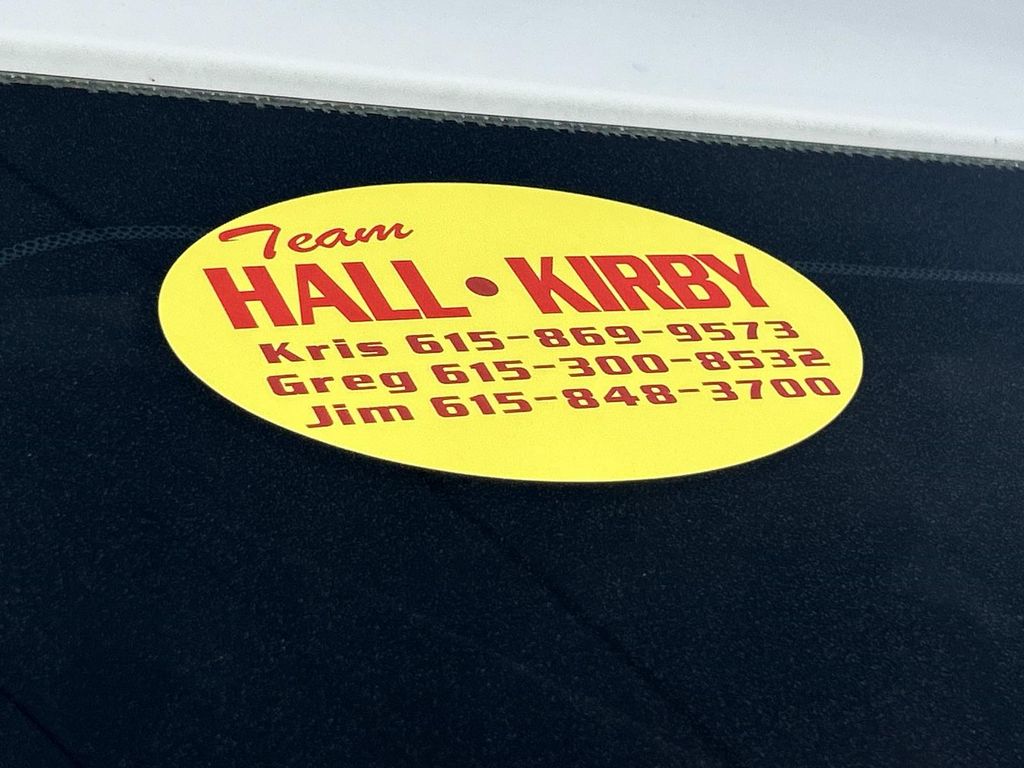 Team
HALL • KIRBY
Kris 615-869-9573
Greg 615-300-8532
Jim 615-848-3700